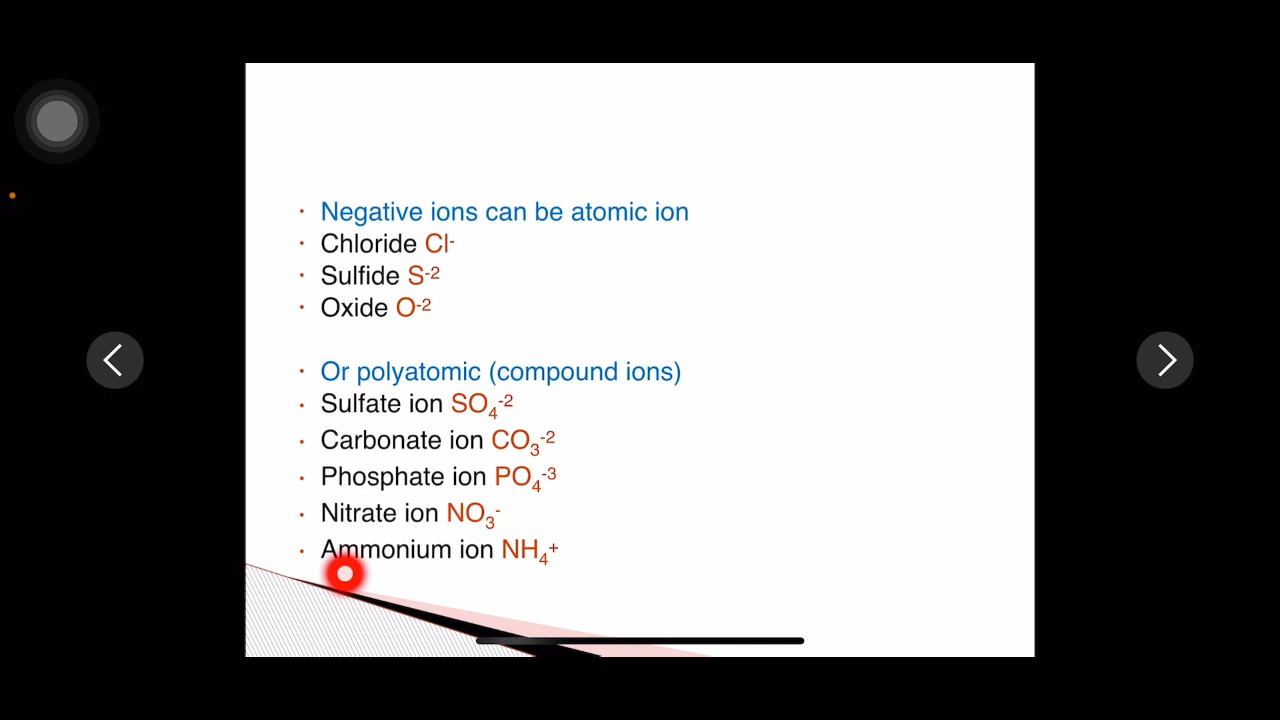 • Negative ions can be atomic ion
• Chloride Cl⁻
• Sulfide S⁻²
• Oxide O⁻²
• Or polyatomic (compound ions)
• Sulfate ion SO₄⁻²
• Carbonate ion CO₃⁻²
• Phosphate ion PO₄⁻³
• Nitrate ion NO₃⁻
• Ammonium ion NH₄⁺